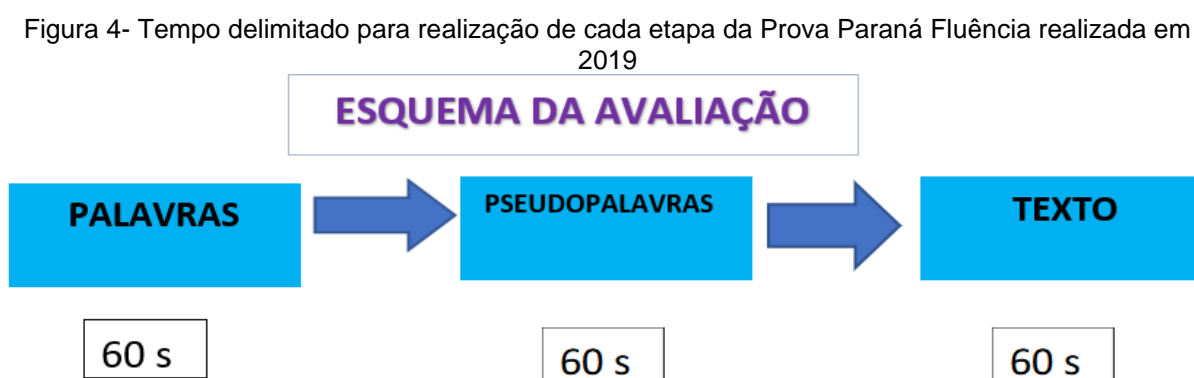 Figura 4- Tempo delimitado para realização de cada etapa da Prova Paraná Fluência realizada em
2019
ESQUEMA DA AVALIAÇÃO
PALAVRAS
PSEUDOPALAVRAS
TEXTO
60 s
60 s
60 s